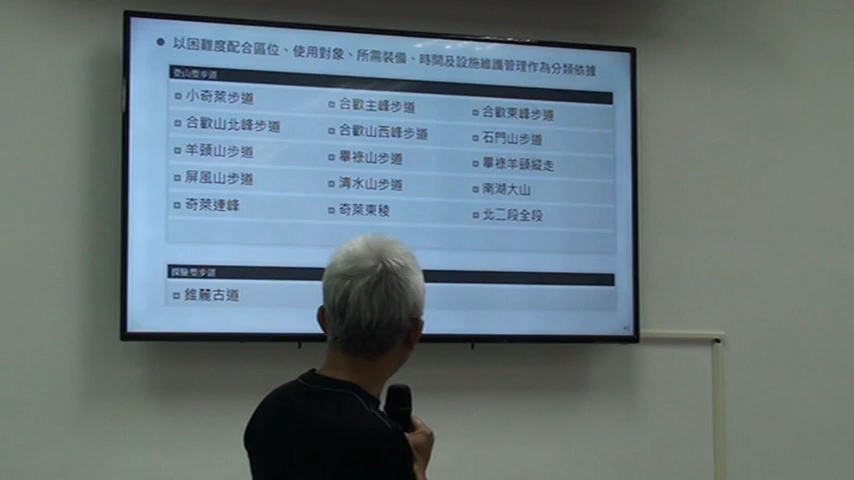 ● 以困難度配合區位、使用對象、所需裝備、時間及設施維護管理作為分類依據
登山型步道
小奇萊步道 合歡主峰步道 合歡東峰步道
合歡山北峰步道 合歡山西峰步道 石門山步道
羊頭山步道 畢祿山步道 畢祿羊頭縱走
屏風山步道 清水山步道 南湖大山
奇萊連峰 奇萊東稜 北二段全段
探險型步道
錐麓古道